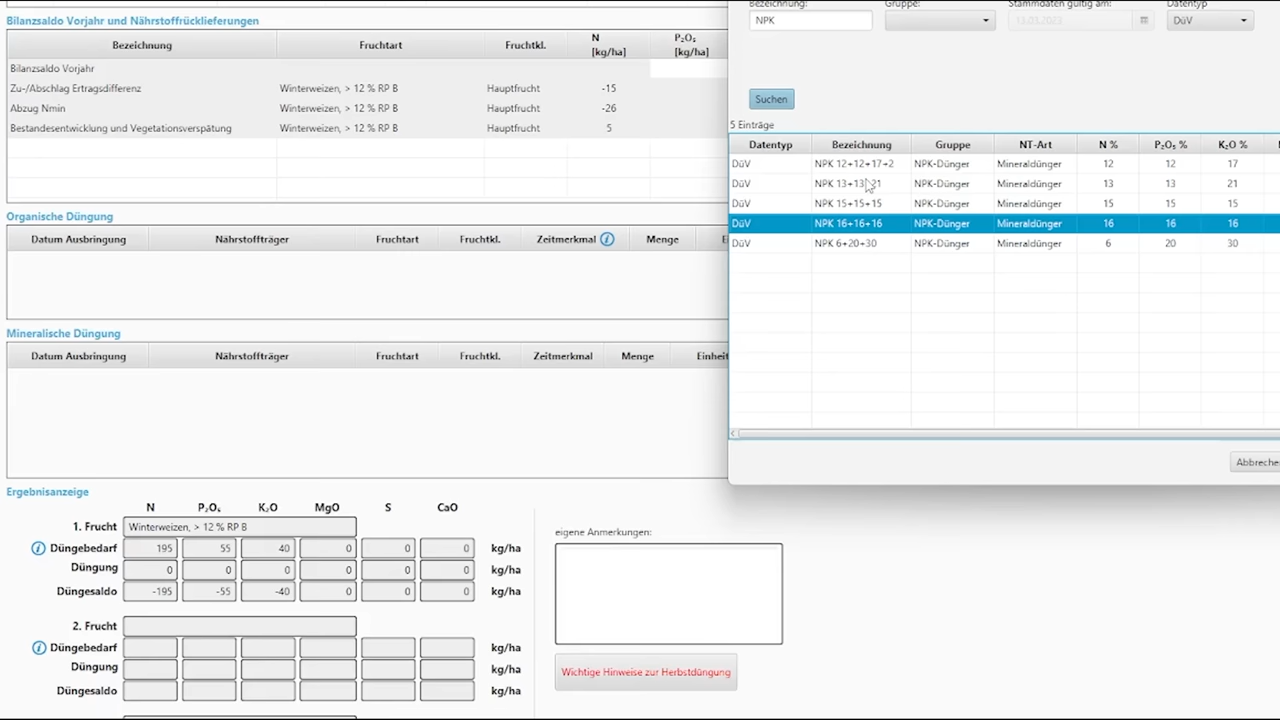 Bilanzsaldo Vorjahr und Nährstoffrücklieferungen
Bezeichnung Fruchtart Fruchtkl. N [kg/ha] P₂O₅ [kg/ha]
Bilanzsaldo Vorjahr
Zu-/Abschlag Ertragsdifferenz Winterweizen, > 12 % RP B Hauptfrucht -15
Abzug Nmin Winterweizen, > 12 % RP B Hauptfrucht -26
Bestandesentwicklung und Vegetationsverspätung Winterweizen, > 12 % RP B Hauptfrucht 5
Organische Düngung
Datum Ausbringung Nährstoffträger Fruchtart Fruchtkl. Zeitmerkmal i Menge
Mineralische Düngung
Datum Ausbringung Nährstoffträger Fruchtart Fruchtkl. Zeitmerkmal Menge Einheit
Ergebnisanzeige
N P₂O₅ K₂O MgO S CaO
1. Frucht Winterweizen, > 12 % RP B
i Düngebedarf 195 55 40 0 0 0 kg/ha
Düngung 0 0 0 0 0 0 kg/ha
Düngesaldo -195 -55 -40 0 0 0 kg/ha
2. Frucht
i Düngebedarf kg/ha
Düngung kg/ha
Düngesaldo kg/ha
eigene Anmerkungen:
Wichtige Hinweise zur Herbstdüngung
Bezeichnung: Gruppe: Stammdaten gültig am: Datentyp
NPK 13.03.2023 DüV
Suchen
5 Einträge
Datentyp Bezeichnung Gruppe NT-Art N % P₂O₅ % K₂O %
DüV NPK 12+12+17+2 NPK-Dünger Mineraldünger 12 12 17
DüV NPK 13+13+21 NPK-Dünger Mineraldünger 13 13 21
DüV NPK 15+15+15 NPK-Dünger Mineraldünger 15 15 15
DüV NPK 16+16+16 NPK-Dünger Mineraldünger 16 16 16
DüV NPK 6+20+30 NPK-Dünger Mineraldünger 6 20 30
Abbrechen